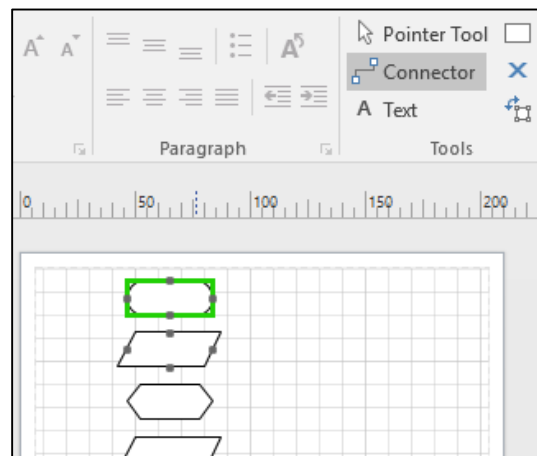 A A A Pointer Tool
Connector
A Text
Paragraph Tools
0 50 100 150 200